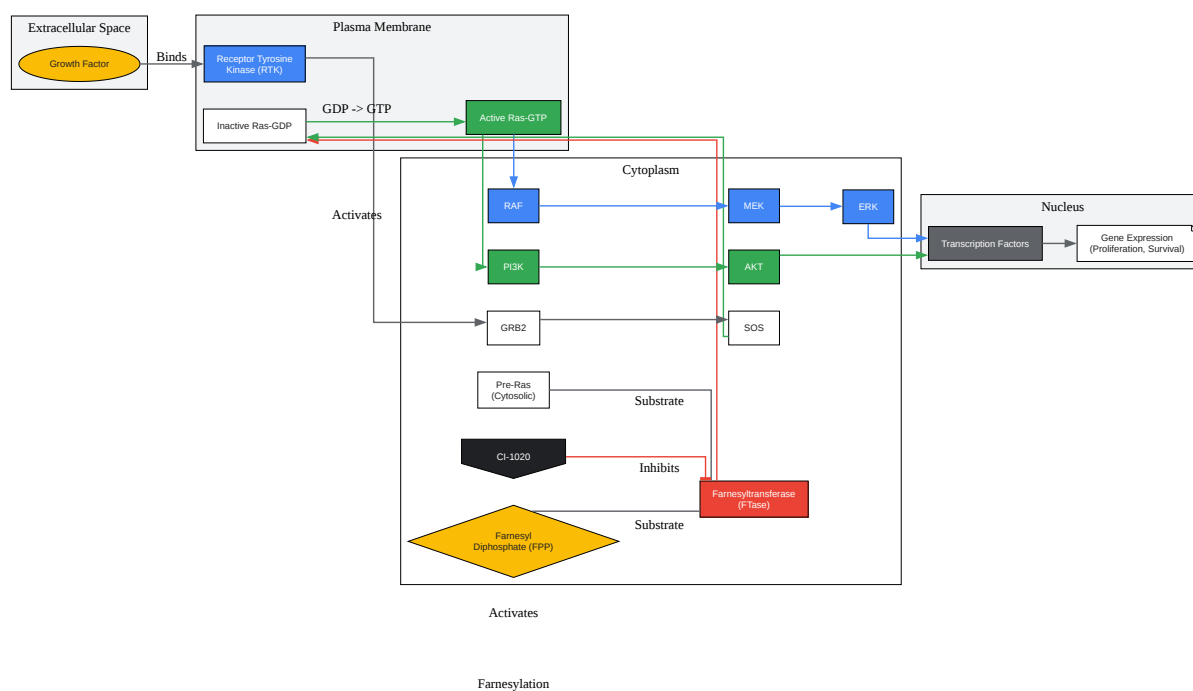 Extracellular Space
Growth Factor
Binds
Plasma Membrane
Receptor Tyrosine
Kinase (RTK)
GDP -> GTP
Inactive Ras-GDP
Active Ras-GTP
Activates
Cytoplasm
RAF
MEK
ERK
PI3K
AKT
GRB2
SOS
Pre-Ras
(Cytosolic)
Substrate
CI-1020
Inhibits
Farnesyltransferase
(FTase)
Substrate
Farnesyl
Diphosphate (FPP)
Nucleus
Transcription Factors
Gene Expression
(Proliferation, Survival)
Activates
Farnesylation